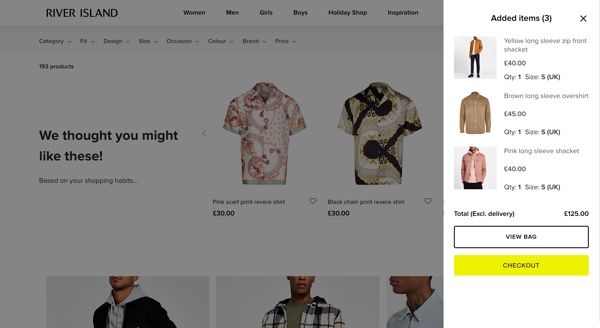 RIVER ISLAND
Women Men Girls Boys Holiday Shop Inspiration
Category Fit Design Size Occasion Colour Brand Price
193 products
We thought you might
like these!
Based on your shopping habits...
Pink scarf print revere shirt
£30.00
Black chain print revere shirt
£30.00
Added items (3)
Yellow long sleeve zip front
shacket
£40.00
Qty: 1 Size: S (UK)
Brown long sleeve overshirt
£45.00
Qty: 1 Size: S (UK)
Pink long sleeve shacket
£40.00
Qty: 1 Size: S (UK)
Total (Excl. delivery) £125.00
VIEW BAG
CHECKOUT